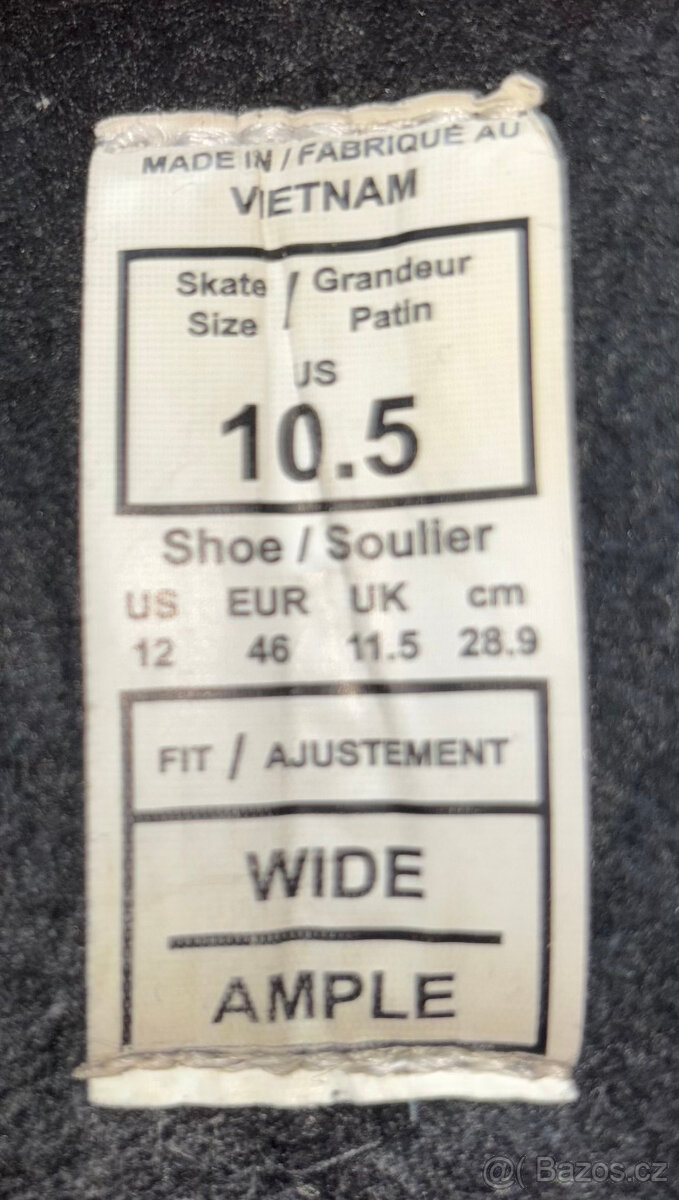 MADE IN / FABRIQUÉ AU
VIETNAM
Skate / Grandeur
Size / Patin
US
10.5
Shoe / Soulier
US EUR UK cm
12 46 11.5 28.9
FIT / AJUSTEMENT
WIDE
AMPLE
@( Bazos.cz